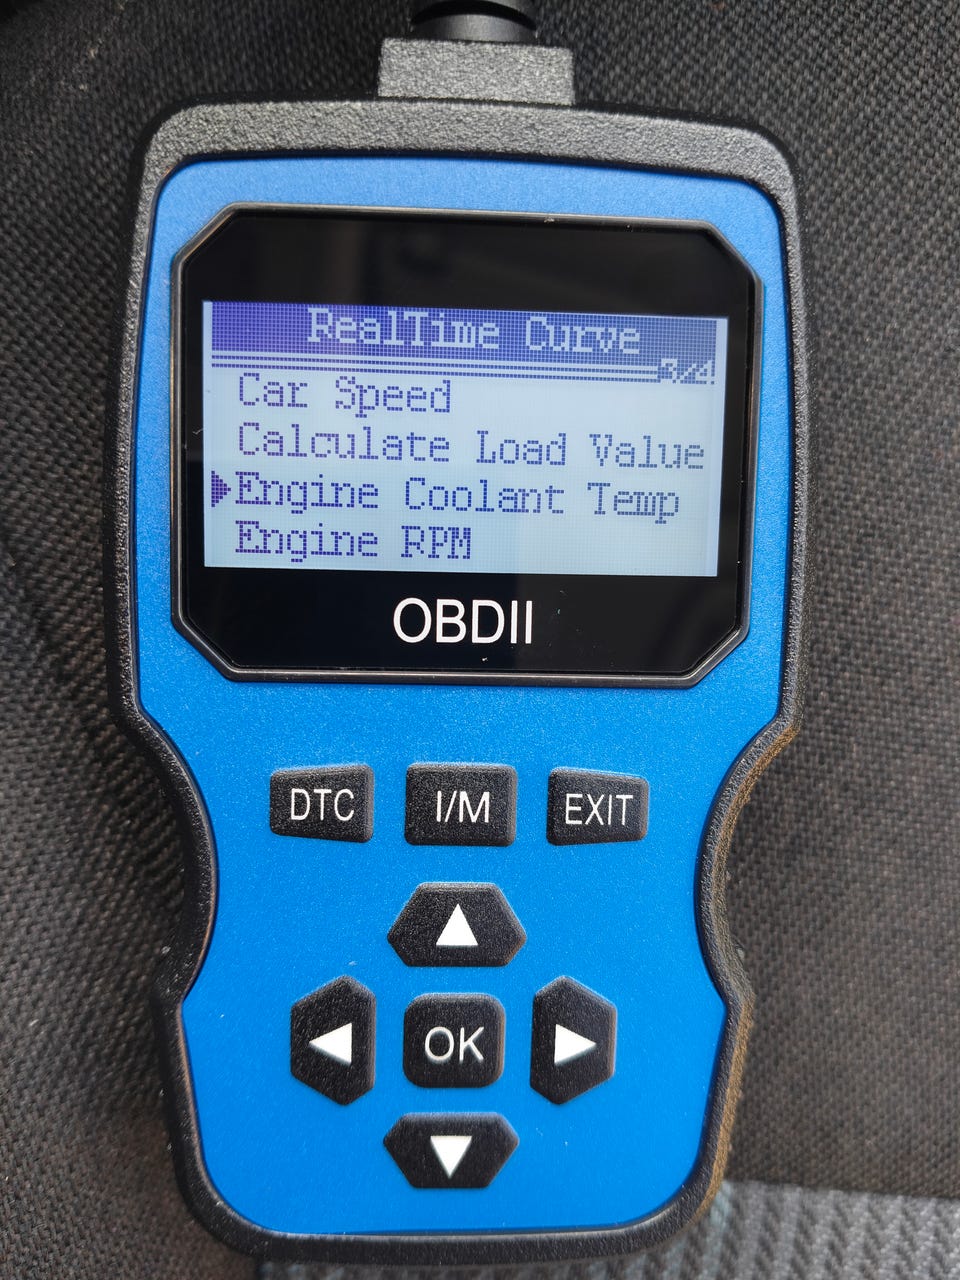 RealTime Curve
3/4
Car Speed
Calculate Load Value
Engine Coolant Temp
Engine RPM
OBDII
DTC
I/M
EXIT
OK